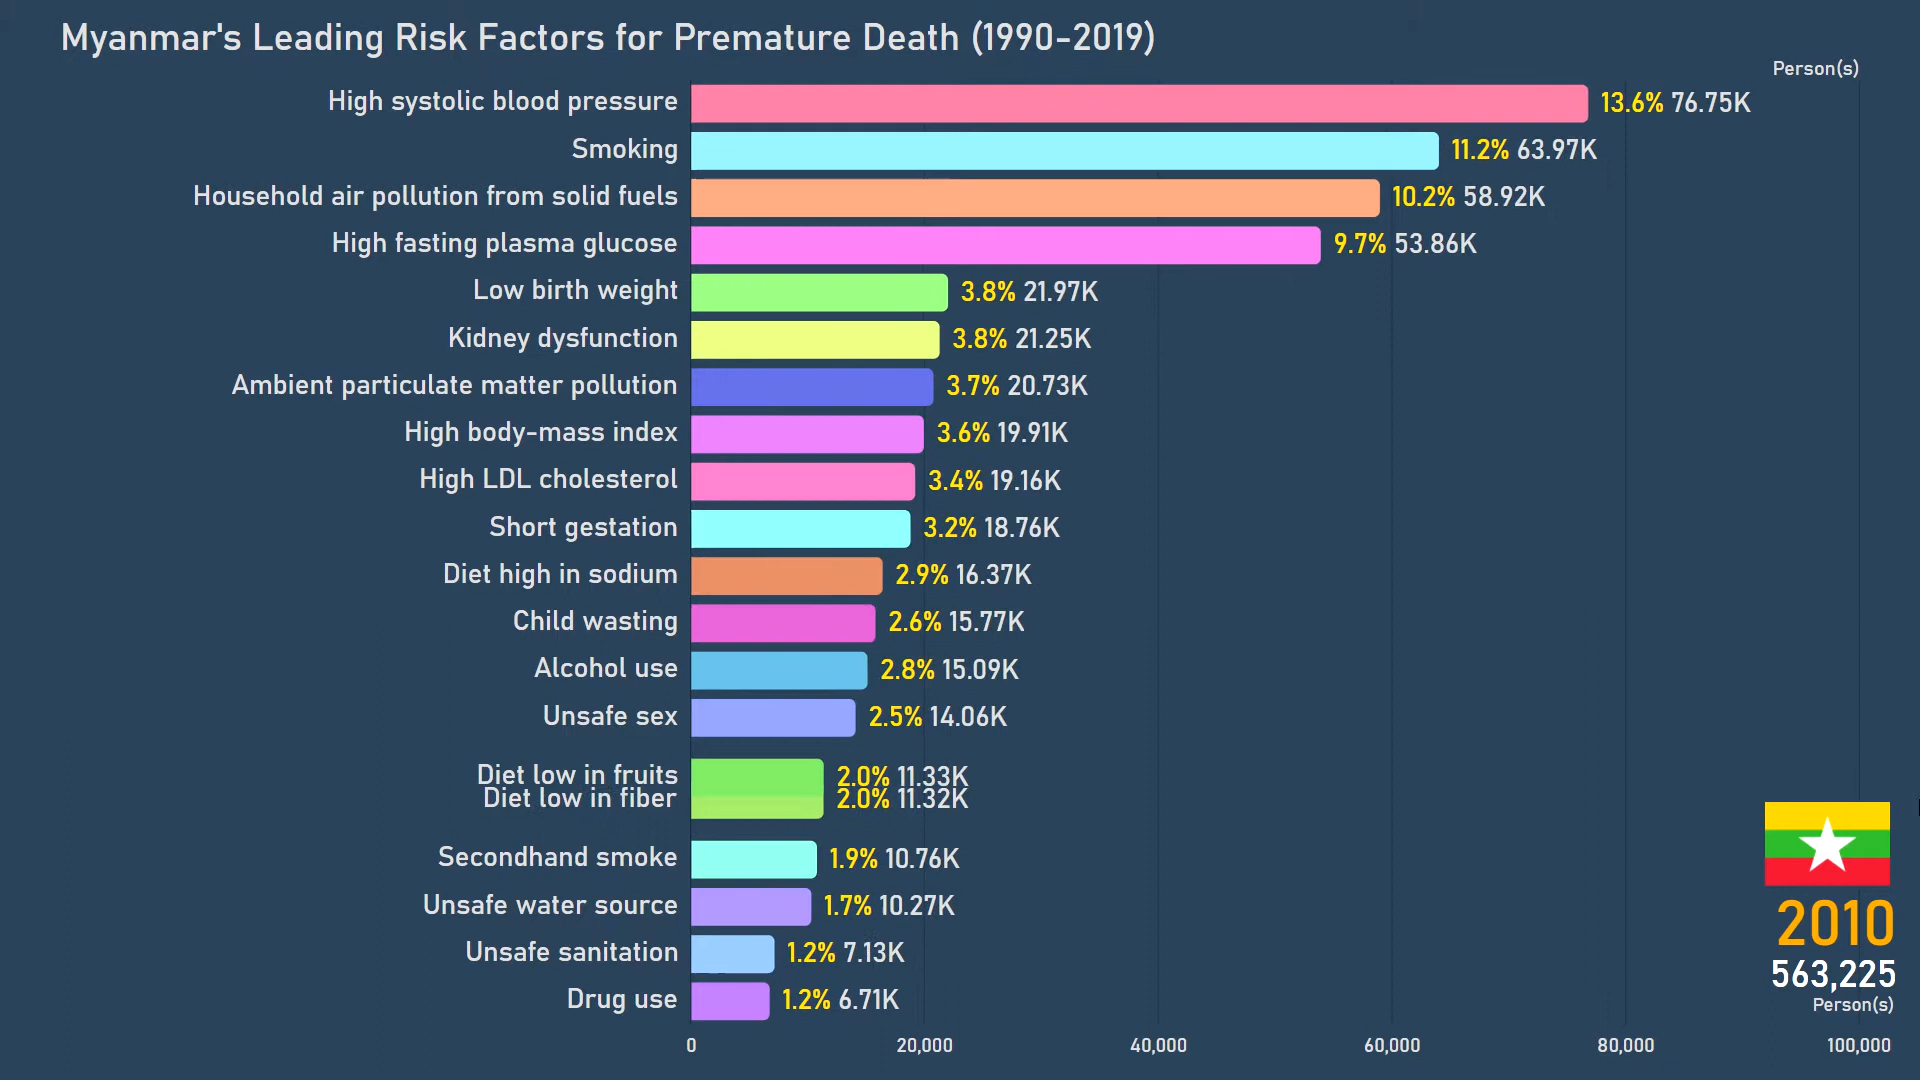 Myanmar's Leading Risk Factors for Premature Death (1990-2019)
Person(s)
High systolic blood pressure 13.6% 76.75K
Smoking 11.2% 63.97K
Household air pollution from solid fuels 10.2% 58.92K
High fasting plasma glucose 9.7% 53.86K
Low birth weight 3.8% 21.97K
Kidney dysfunction 3.8% 21.25K
Ambient particulate matter pollution 3.7% 20.73K
High body-mass index 3.6% 19.91K
High LDL cholesterol 3.4% 19.16K
Short gestation 3.2% 18.76K
Diet high in sodium 2.9% 16.37K
Child wasting 2.6% 15.77K
Alcohol use 2.8% 15.09K
Unsafe sex 2.5% 14.06K
Diet low in fruits 2.0% 11.33K
Diet low in fiber 2.0% 11.32K
Secondhand smoke 1.9% 10.76K
Unsafe water source 1.7% 10.27K
Unsafe sanitation 1.2% 7.13K
Drug use 1.2% 6.71K
2010
563,225
Person(s)
0 20,000 40,000 60,000 80,000 100,000